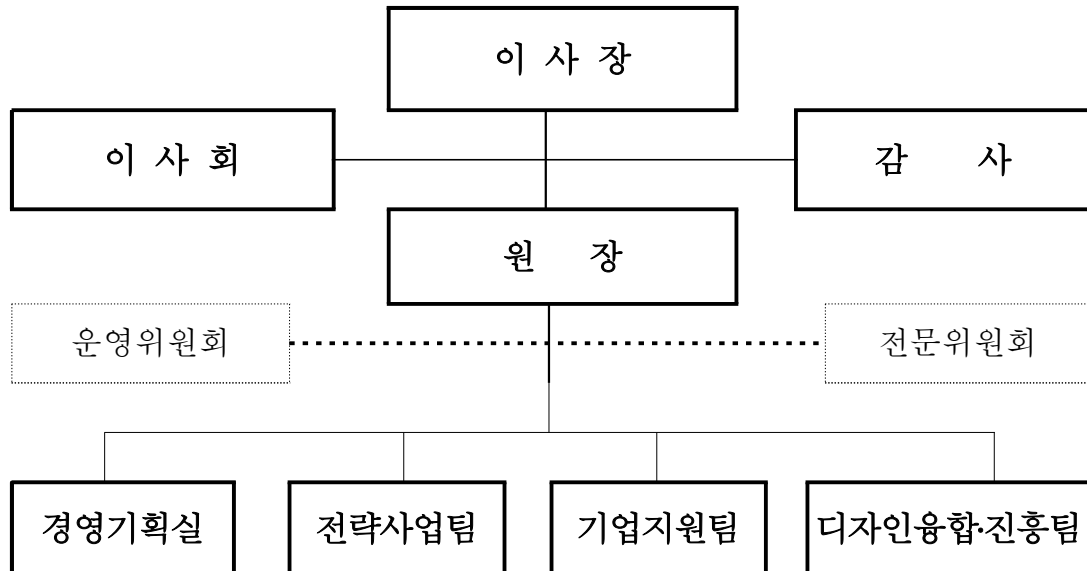 이 사 장
이 사 회
감 사
원 장
운영위원회
전문위원회
경영기획실
전략사업팀
기업지원팀
디자인융합·진흥팀